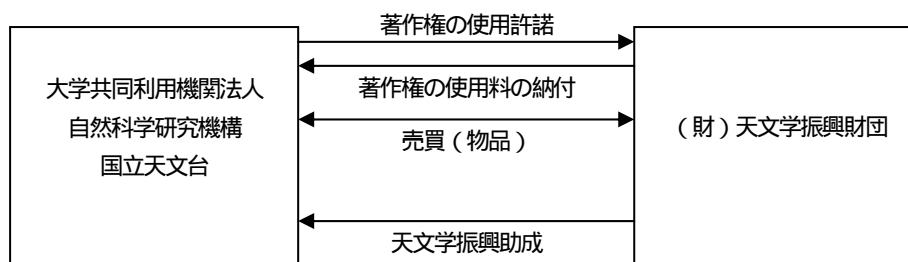 著作権の使用許諾
大学共同利用機関法人
自然科学研究機構
国立天文台
著作権の使用料の納付
売買(物品)
(財)天文学振興財団
天文学振興助成